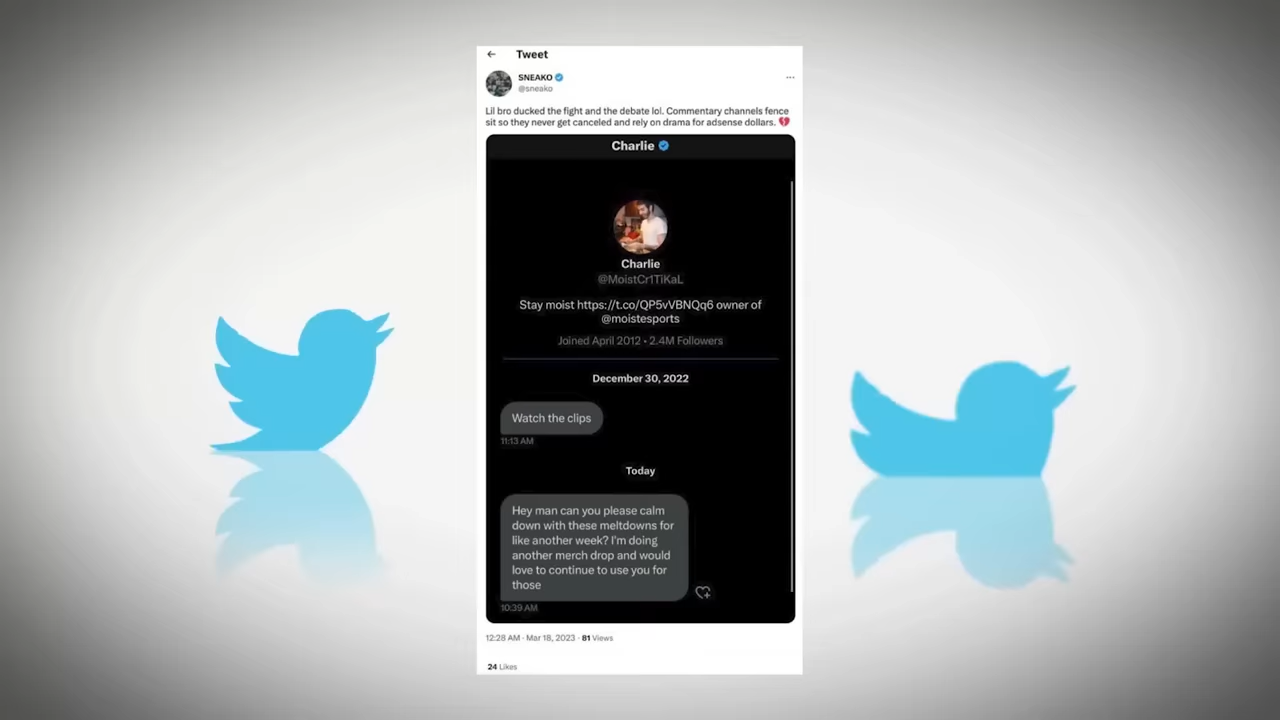 Tweet
SNEAKO
@sneako
Lil bro ducked the fight and the debate lol. Commentary channels fence
sit so they never get canceled and rely on drama for adsense dollars. 💔
Charlie
Charlie
@MoistCr1TiKaL
Stay moist https://t.co/QP5vVBNQq6 owner of
@moistesports
Joined April 2012 • 2.4M Followers
December 30, 2022
Watch the clips
11:13 AM
Today
Hey man can you please calm
down with these meltdowns for
like another week? I'm doing
another merch drop and would
love to continue to use you for
those
10:39 AM
12:28 AM · Mar 18, 2023 · 81 Views
24 Likes